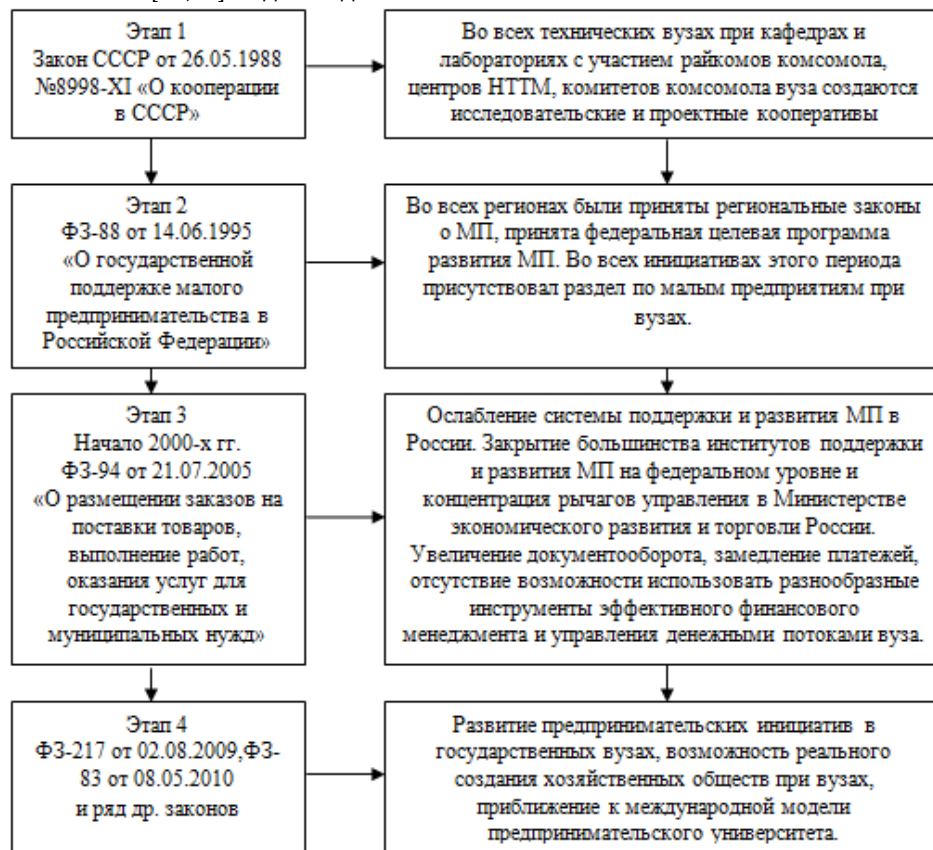 Этап 1
Закон СССР от 26.05.1988
№8998-XI «О кооперации
в СССР»
Во всех технических вузах при кафедрах и
лабораториях с участием райкомов комсомола,
центров НТТМ, комитетов комсомола вуза создаются
исследовательские и проектные кооперативы
Этап 2
ФЗ-88 от 14.06.1995
«О государственной
поддержке малого
предпринимательства в
Российской Федерации»
Во всех регионах были приняты региональные законы
о МП, принята федеральная целевая программа
развития МП. Во всех инициативах этого периода
присутствовал раздел по малым предприятиям при
вузах.
Этап 3
Начало 2000-х гг.
ФЗ-94 от 21.07.2005
«О размещении заказов на
поставки товаров,
выполнение работ,
оказания услуг для
государственных и
муниципальных нужд»
Ослабление системы поддержки и развития МП в
России. Закрытие большинства институтов поддержки
и развития МП на федеральном уровне и
концентрация рычагов управления в Министерстве
экономического развития и торговли России.
Увеличение документооборота, замедление платежей,
отсутствие возможности использовать разнообразные
инструменты эффективного финансового
менеджмента и управления денежными потоками вуза.
Этап 4
ФЗ-217 от 02.08.2009,ФЗ-
83 от 08.05.2010
и ряд др. законов
Развитие предпринимательских инициатив в
государственных вузах, возможность реального
создания хозяйственных обществ при вузах,
приближение к международной модели
предпринимательского университета.